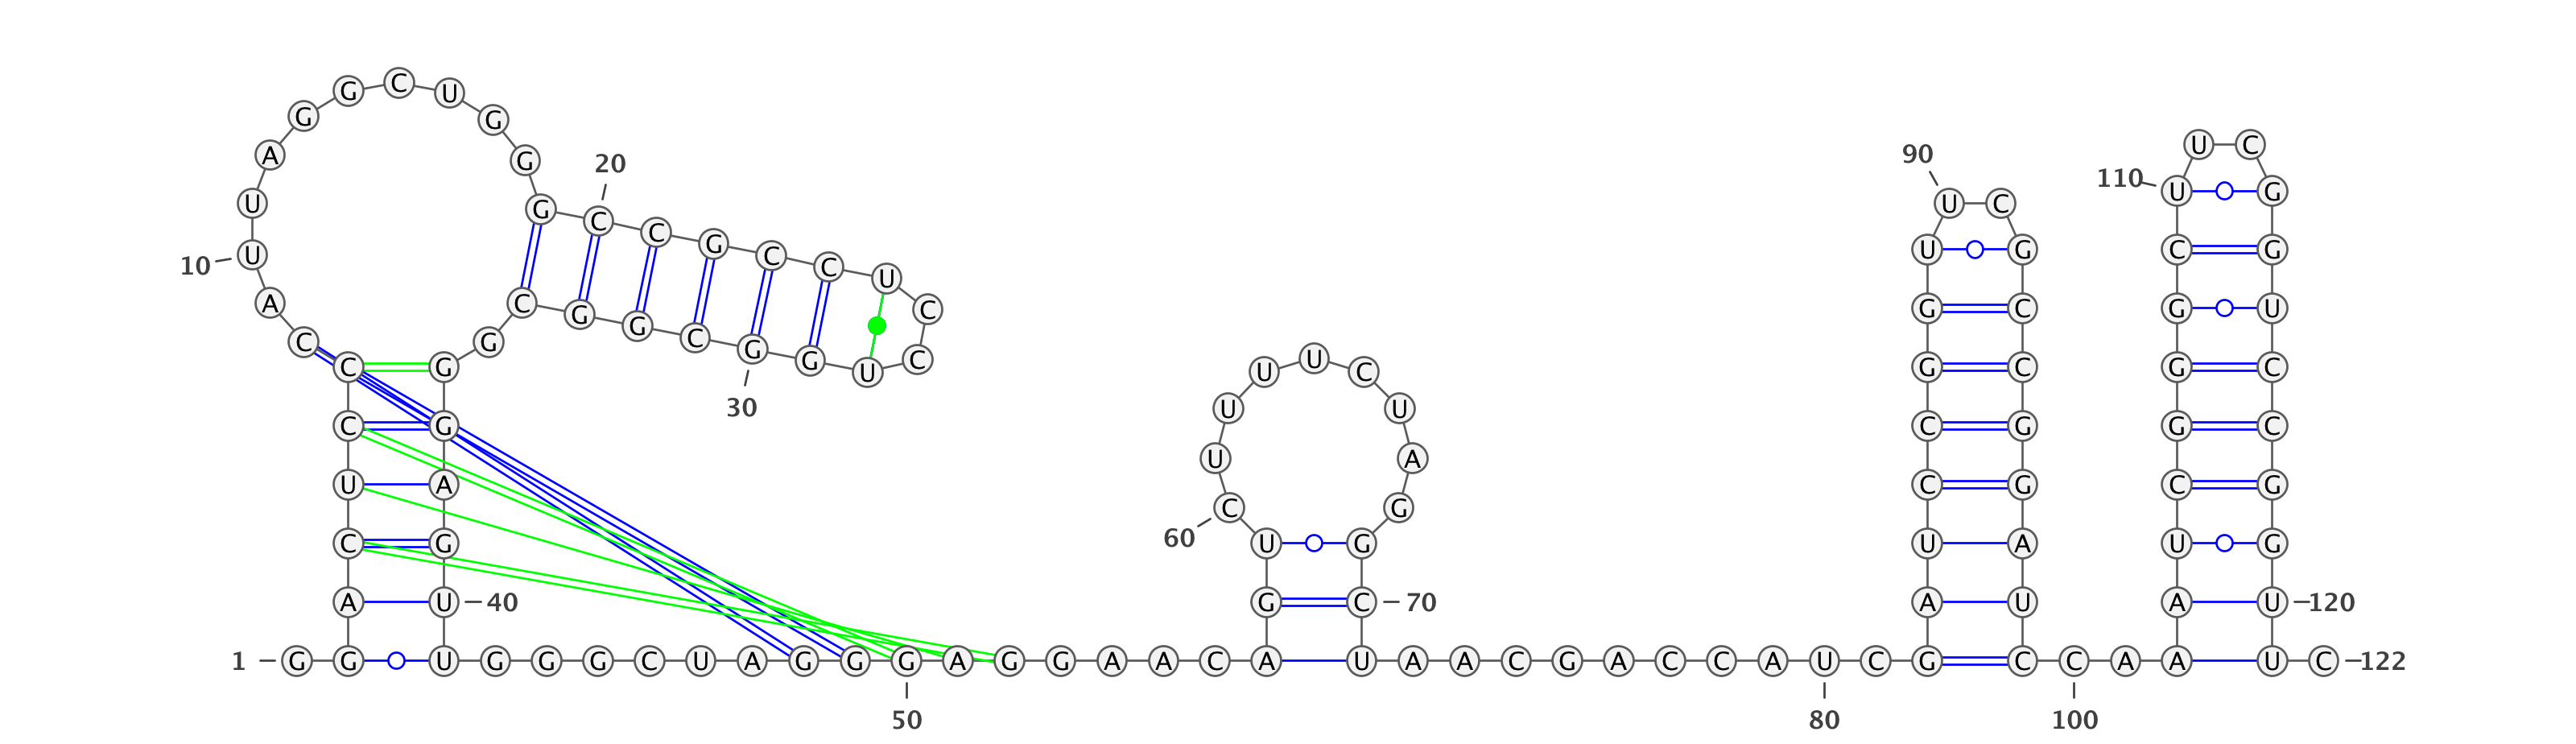 1
G G A C U C C C A U
10
U A G G C U G G G C
20
C G C C U C C U G G
30
C G G C G G G A G U
40
U G G G C U A G G G
50
A G G A A C A G U C
60
U U U U C U A G G C
70
U A A C G A C C A U
80
C G A U C C G G U U
90
C G C C G G A U C C
100
A A A U C G G G C U
110
U C G G U C C G G U
120
U C
122